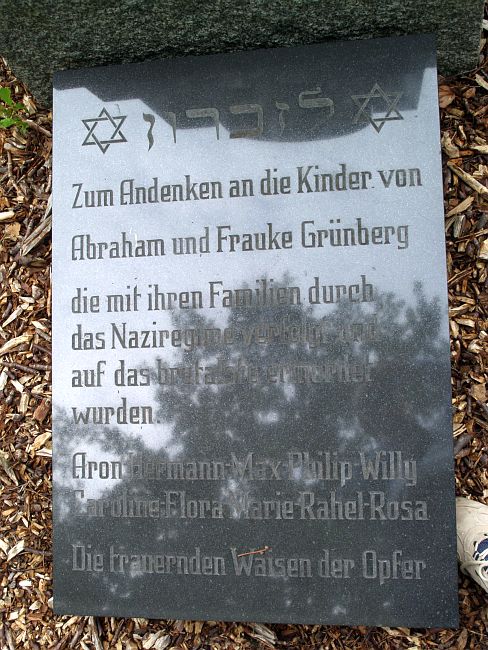 לזכרון
Zum Andenken an die Kinder von
Abraham und Frauke Grünberg
die mit ihren Familien durch
das Naziregime verfolgt und
auf das brutalste ermordet
wurden.
Aron-Hermann-Max-Philip-Willy
Caroline-Flora-Marie-Rahel-Rosa
Die trauernden Waisen der Opfer